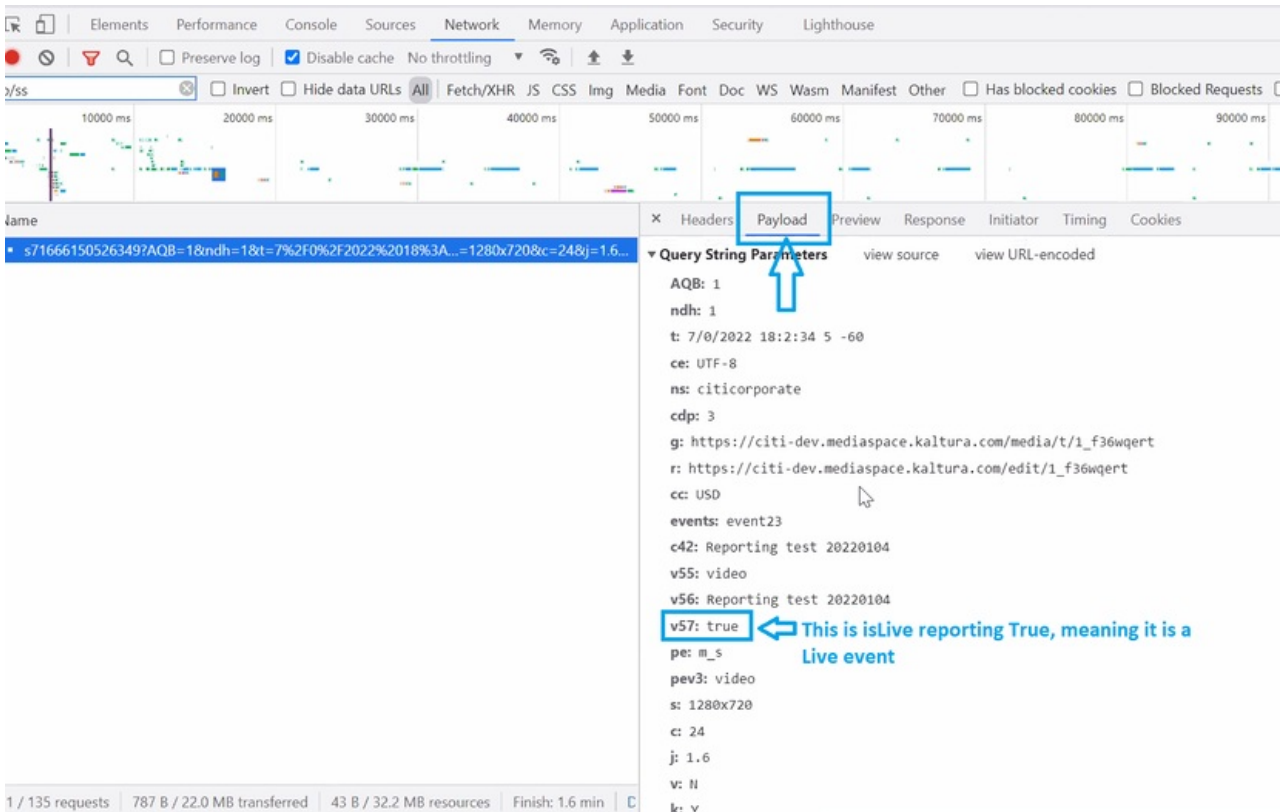 Elements Performance Console Sources Network Memory Application Security Lighthouse
Preserve log Disable cache No throttling
/ss Invert Hide data URLs All Fetch/XHR JS CSS Img Media Font Doc WS Wasm Manifest Other Has blocked cookies Blocked Requests
10000 ms 20000 ms 30000 ms 40000 ms 50000 ms 60000 ms 70000 ms 80000 ms 90000 ms
Name × Headers Payload Preview Response Initiator Timing Cookies
s71666150526349?AQB=1&ndh=1&t=7%2F0%2F2022%2018%3A...=1280x720&c=24&j=1.6...
Query String Parameters view source view URL-encoded
AQB: 1
ndh: 1
t: 7/0/2022 18:2:34 5 -60
ce: UTF-8
ns: citicorporate
cdp: 3
g: https://citi-dev.mediaspace.kaltura.com/media/t/1_f36wqert
r: https://citi-dev.mediaspace.kaltura.com/edit/1_f36wqert
cc: USD
events: event23
c42: Reporting test 20220104
v55: video
v56: Reporting test 20220104
v57: true This is isLive reporting True, meaning it is a
Live event
pe: m_s
pev3: video
s: 1280x720
c: 24
j: 1.6
v: N
k: Y
1 / 135 requests 787 B / 22.0 MB transferred 43 B / 32.2 MB resources Finish: 1.6 min D